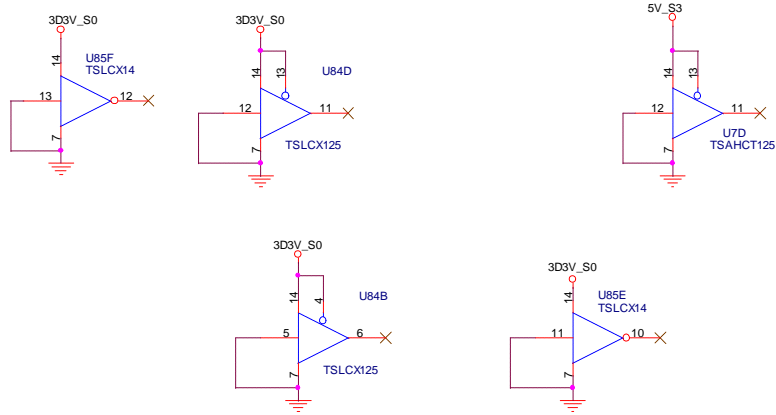 3D3V_S0
14
U85F
TSLCX14
13
12
7
3D3V_S0
14
13
U84D
12
11
7
TSLCX125
5V_S3
14
13
12
11
7
U7D
TSAHCT125
3D3V_S0
14
4
U84B
5
6
7
TSLCX125
3D3V_S0
14
U85E
TSLCX14
11
10
7